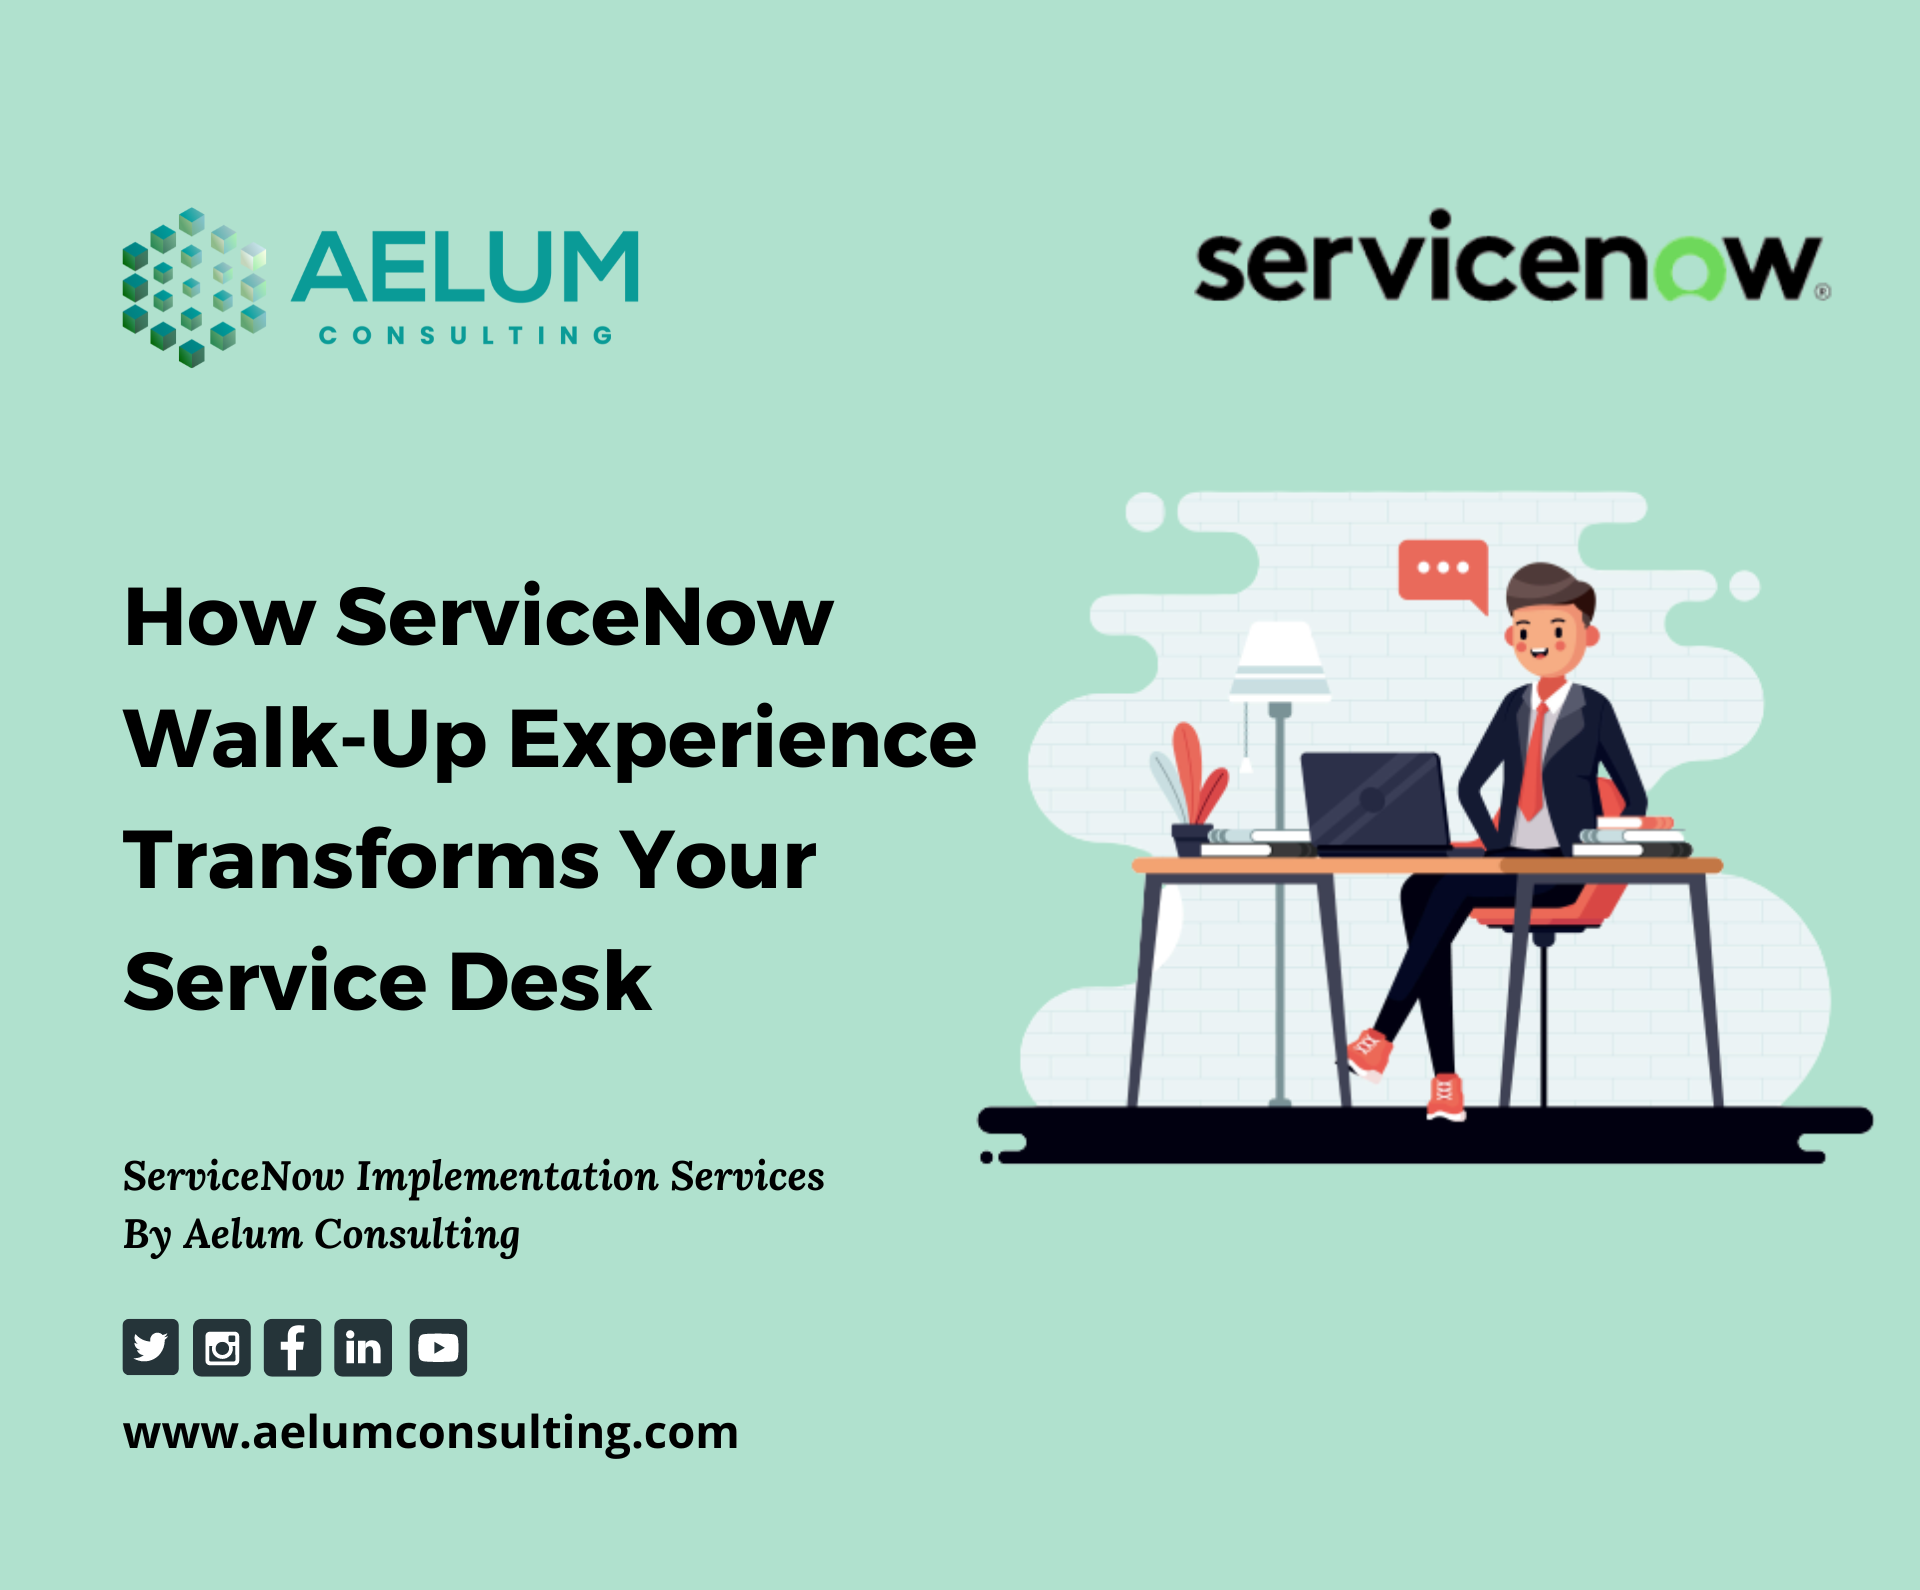 AELUM
CONSULTING
servicenow®
How ServiceNow
Walk-Up Experience
Transforms Your
Service Desk
ServiceNow Implementation Services
By Aelum Consulting
www.aelumconsulting.com